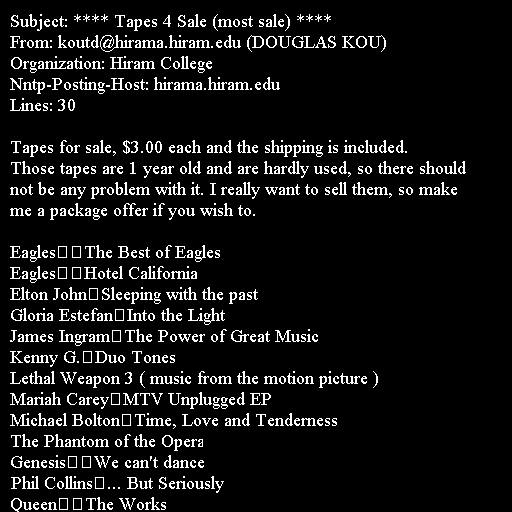 Subject: **** Tapes 4 Sale (most sale) ****
From: koutd@hirama.hiram.edu (DOUGLAS KOU)
Organization: Hiram College
Nntp-Posting-Host: hirama.hiram.edu
Lines: 30

Tapes for sale, $3.00 each and the shipping is included.
Those tapes are 1 year old and are hardly used, so there should
not be any problem with it. I really want to sell them, so make
me a package offer if you wish to.

Eagles□□The Best of Eagles
Eagles□□Hotel California
Elton John□Sleeping with the past
Gloria Estefan□Into the Light
James Ingram□The Power of Great Music
Kenny G.□Duo Tones
Lethal Weapon 3 ( music from the motion picture )
Mariah Carey□MTV Unplugged EP
Michael Bolton□Time, Love and Tenderness
The Phantom of the Opera
Genesis□□We can't dance
Phil Collins□... But Seriously
Queen□□The Works